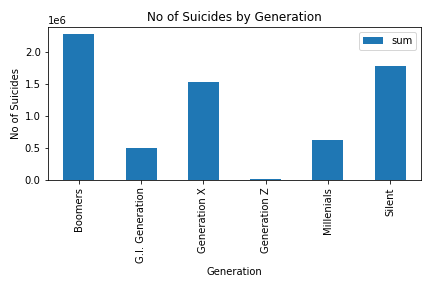 No of Suicides by Generation
1e6
sum
2.0
1.5
1.0
0.5
0.0
No of Suicides
Boomers
G.I. Generation
Generation X
Generation Z
Millenials
Silent
Generation